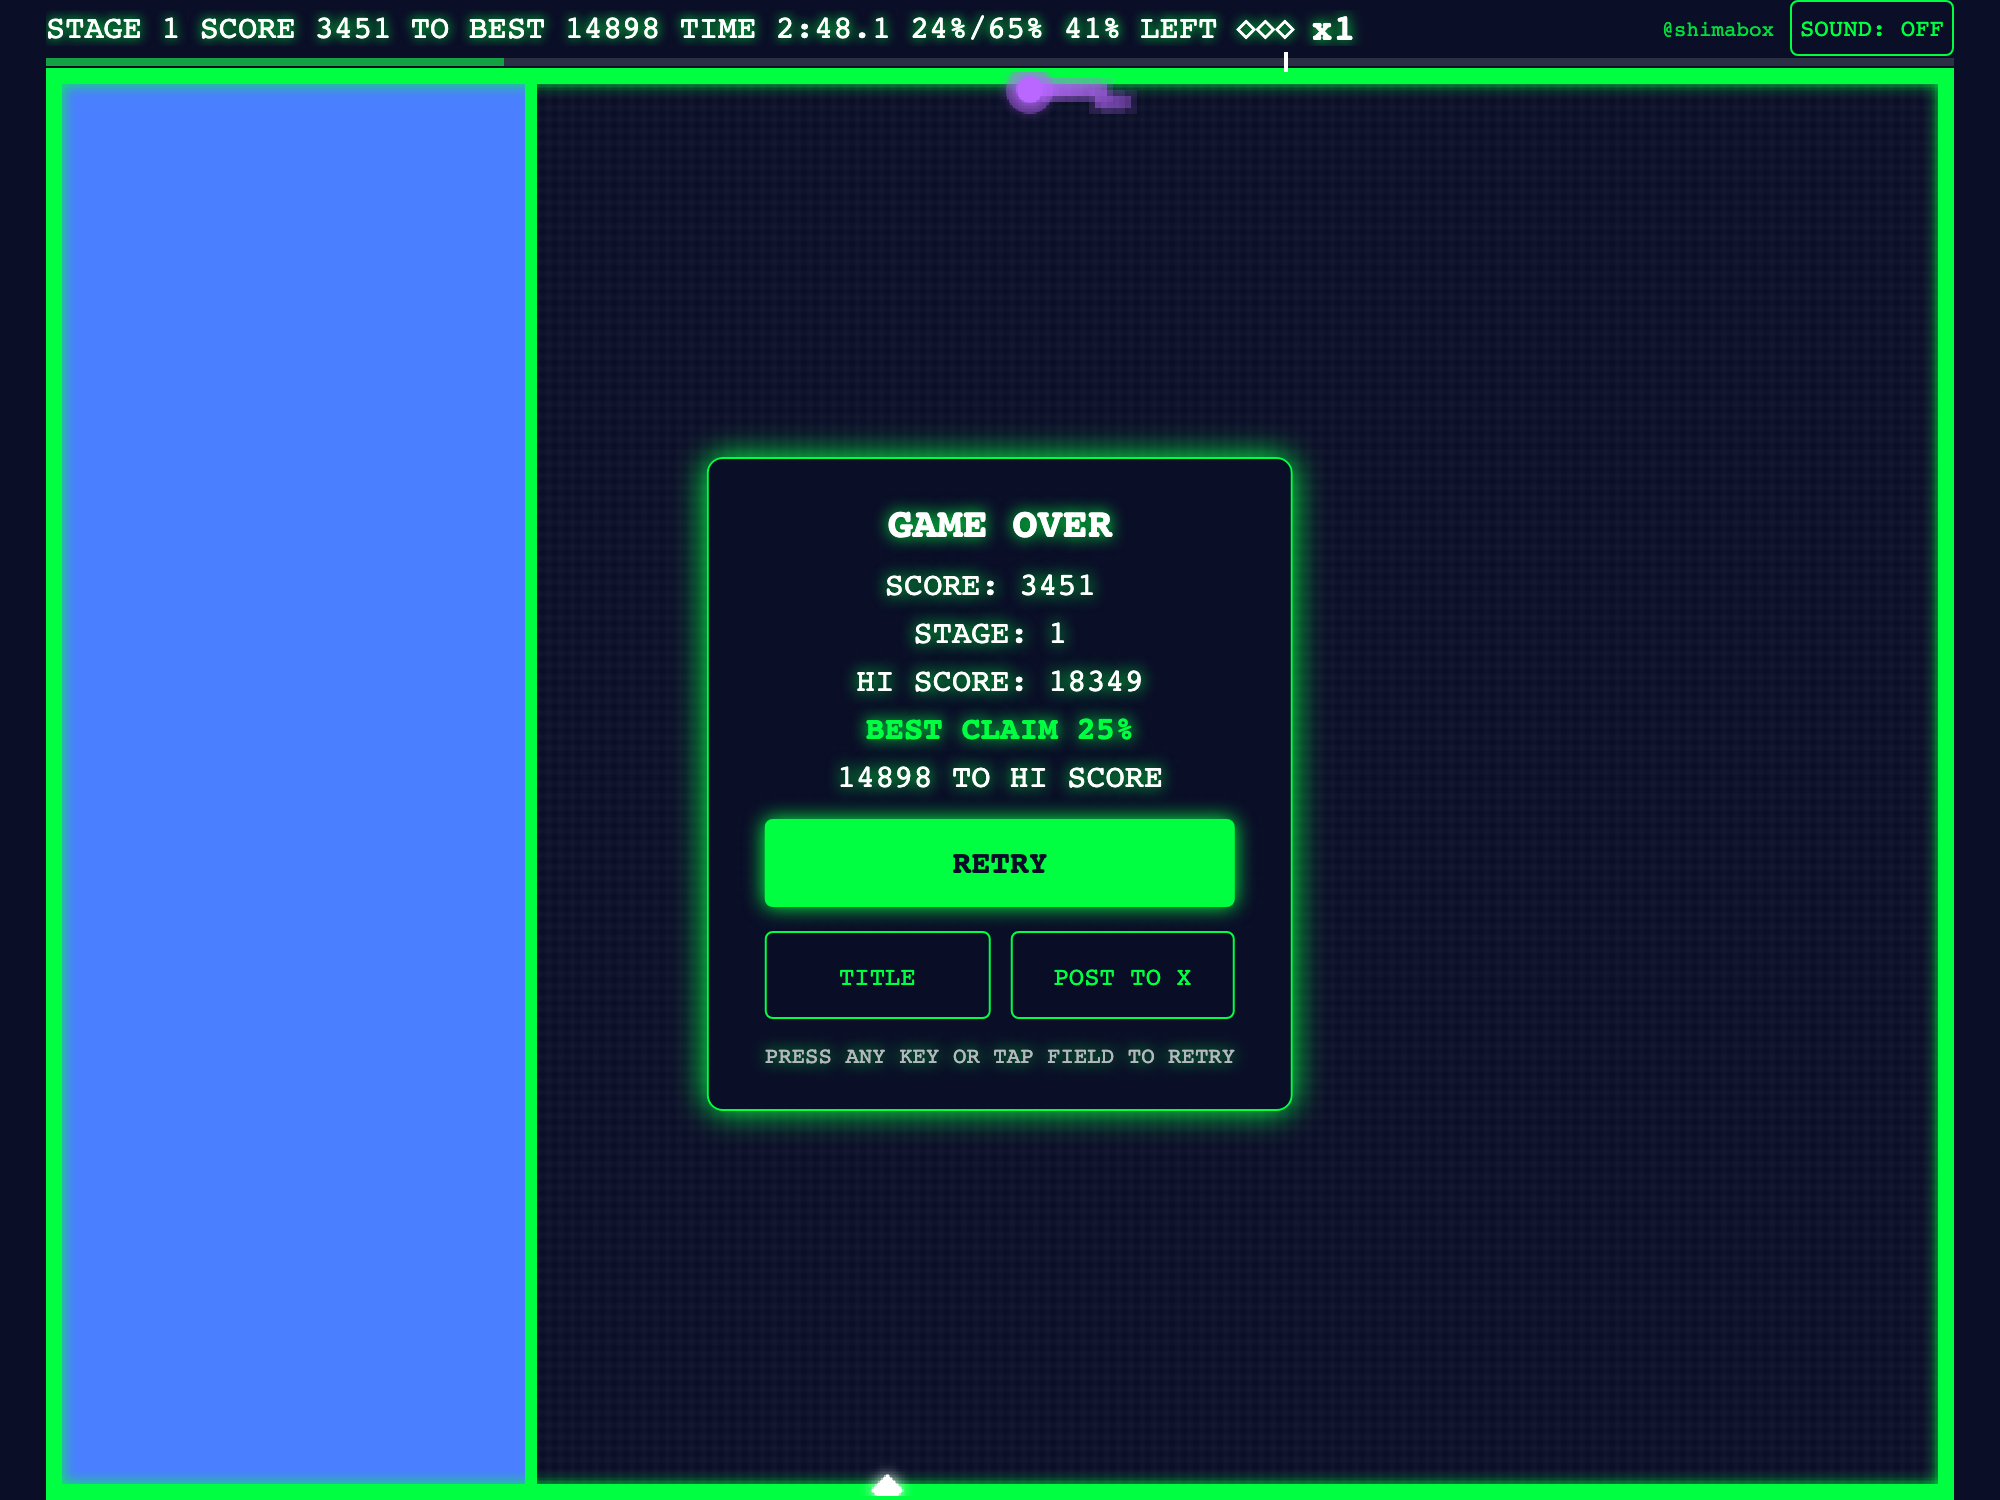 STAGE 1 SCORE 3451 TO BEST 14898 TIME 2:48.1 24%/65% 41% LEFT ◇◇◇ x1
@shimabox SOUND: OFF
GAME OVER
SCORE: 3451
STAGE: 1
HI SCORE: 18349
BEST CLAIM 25%
14898 TO HI SCORE
RETRY
TITLE POST TO X
PRESS ANY KEY OR TAP FIELD TO RETRY